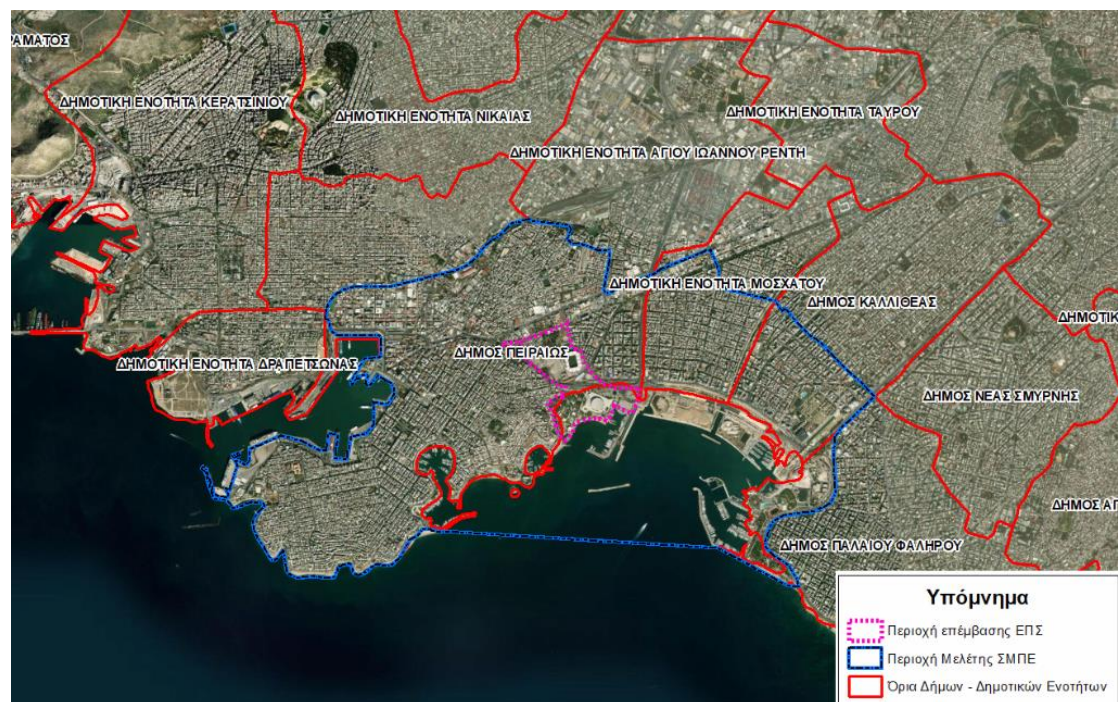 ΡΑΜΑΤΟΣ
ΔΗΜΟΤΙΚΗ ΕΝΟΤΗΤΑ ΚΕΡΑΤΣΙΝΙΟΥ
ΔΗΜΟΤΙΚΗ ΕΝΟΤΗΤΑ ΝΙΚΑΙΑΣ
ΔΗΜΟΤΙΚΗ ΕΝΟΤΗΤΑ ΤΑΥΡΟΥ
ΔΗΜΟΤΙΚΗ ΕΝΟΤΗΤΑ ΑΓΙΟΥ ΙΩΑΝΝΟΥ ΡΕΝΤΗ
ΔΗΜΟΤΙΚΗ ΕΝΟΤΗΤΑ ΜΟΣΧΑΤΟΥ
ΔΗΜΟΣ ΚΑΛΛΙΘΕΑΣ
ΔΗΜΟΤΙΚ
ΔΗΜΟΣ ΠΕΙΡΑΙΩΣ
ΔΗΜΟΤΙΚΗ ΕΝΟΤΗΤΑ ΔΡΑΠΕΤΣΩΝΑΣ
ΔΗΜΟΣ ΝΕΑΣ ΣΜΥΡΝΗΣ
ΔΗΜΟΣ ΑΓ
ΔΗΜΟΣ ΠΑΛΑΙΟΥ ΦΑΛΗΡΟΥ
Υπόμνημα
Περιοχή επέμβασης ΕΠΣ
Περιοχή Μελέτης ΣΜΠΕ
Όρια Δήμων - Δημοτικών Ενοτήτων